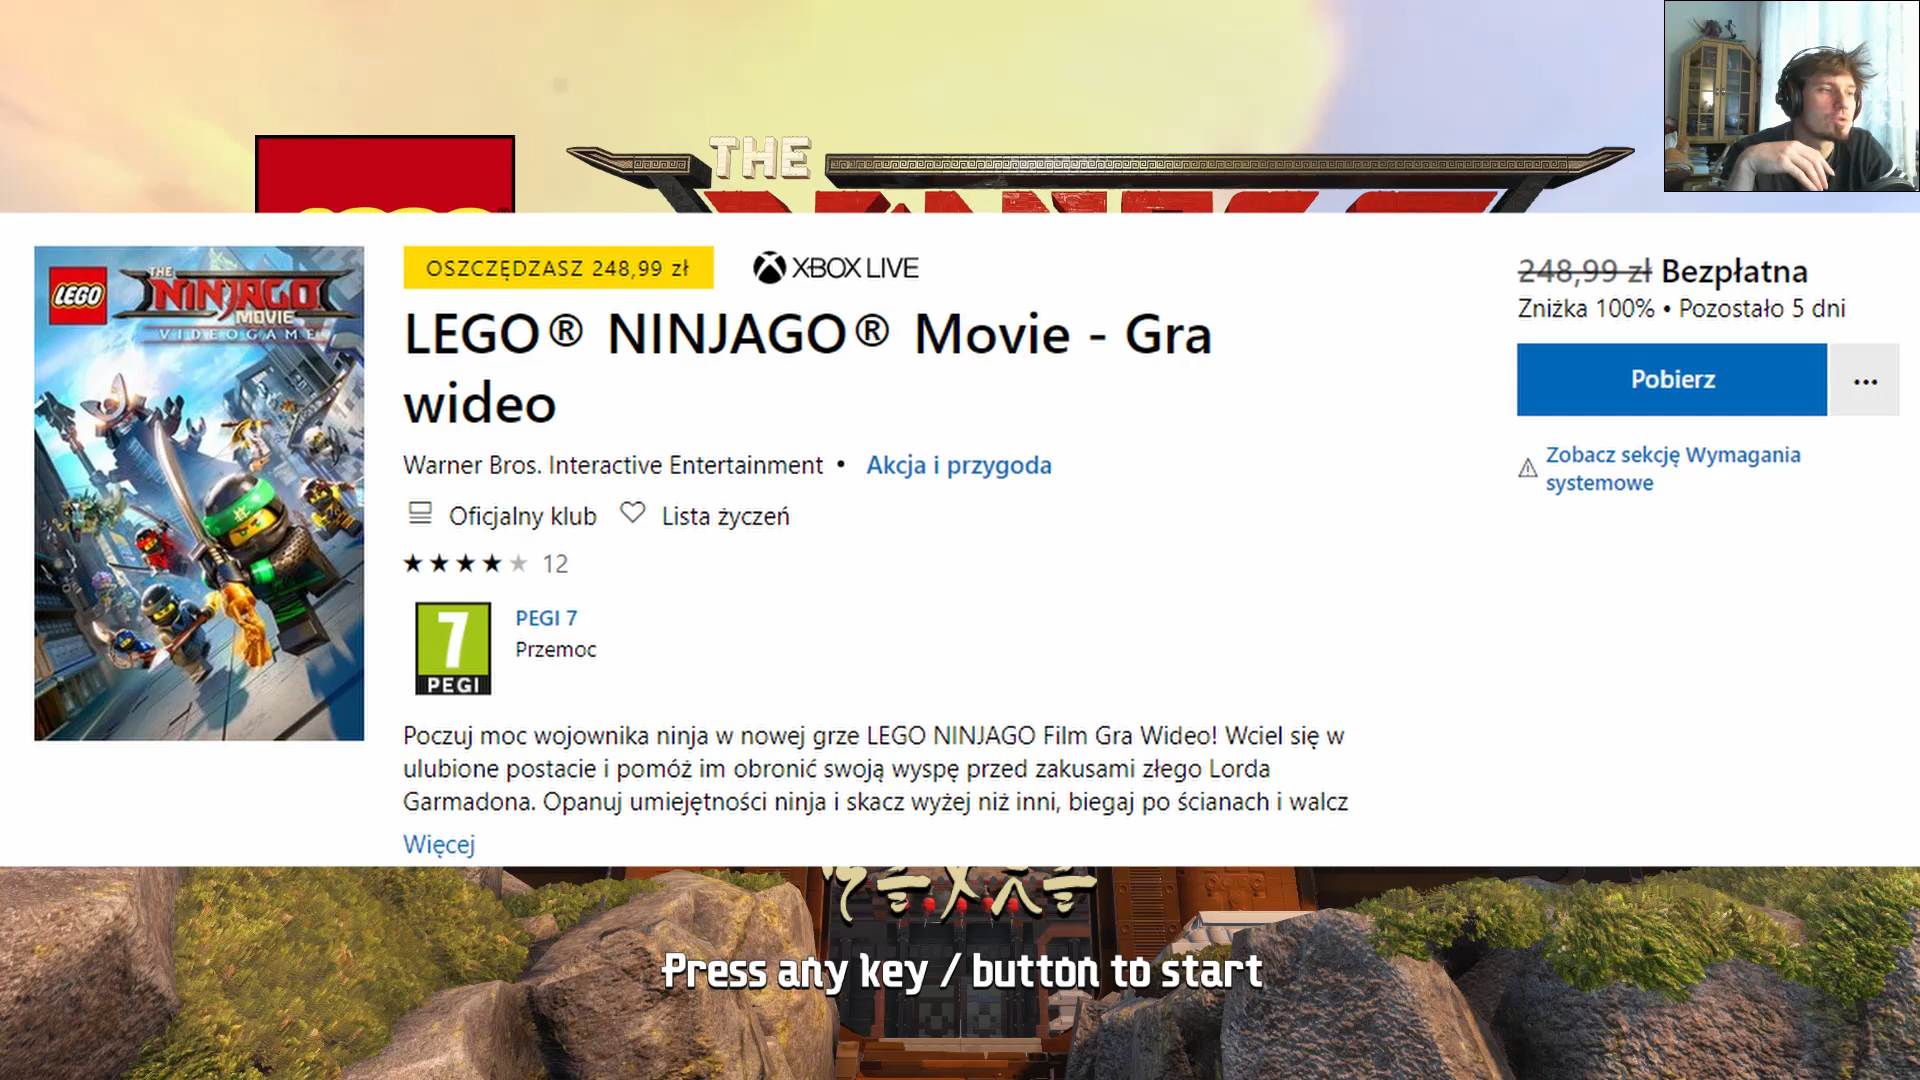 THE
OSZCZĘDZASZ 248,99 zł
XBOX LIVE
248,99 zł Bezpłatna
Zniżka 100% • Pozostało 5 dni
LEGO® NINJAGO® Movie - Gra
wideo
Pobierz
...
Zobacz sekcję Wymagania
systemowe
Warner Bros. Interactive Entertainment • Akcja i przygoda
Oficjalny klub
Lista życzeń
12
7
PEGI
PEGI 7
Przemoc
LEGO
THE
NINJAGO
MOVIE
VIDEOGAME
Poczuj moc wojownika ninja w nowej grze LEGO NINJAGO Film Gra Wideo! Wciel się w
ulubione postacie i pomóż im obronić swoją wyspę przed zakusami złego Lorda
Garmadona. Opanuj umiejętności ninja i skacz wyżej niż inni, biegaj po ścianach i walcz
Więcej
Press any key / button to start